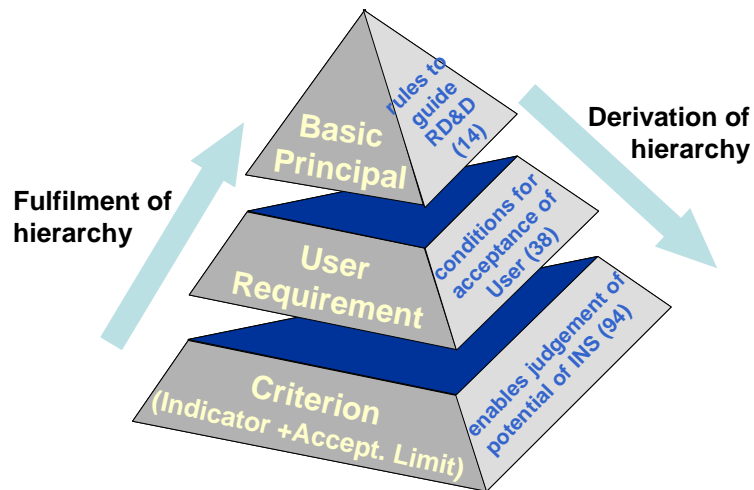 rules to
guide
RD&D
(14)
Basic
Principal
Derivation of
hierarchy
Fulfilment of
hierarchy
conditions for
acceptance of
User (38)
User
Requirement
enables judgement of
potential of INS (94)
Criterion
(Indicator +Accept. Limit)